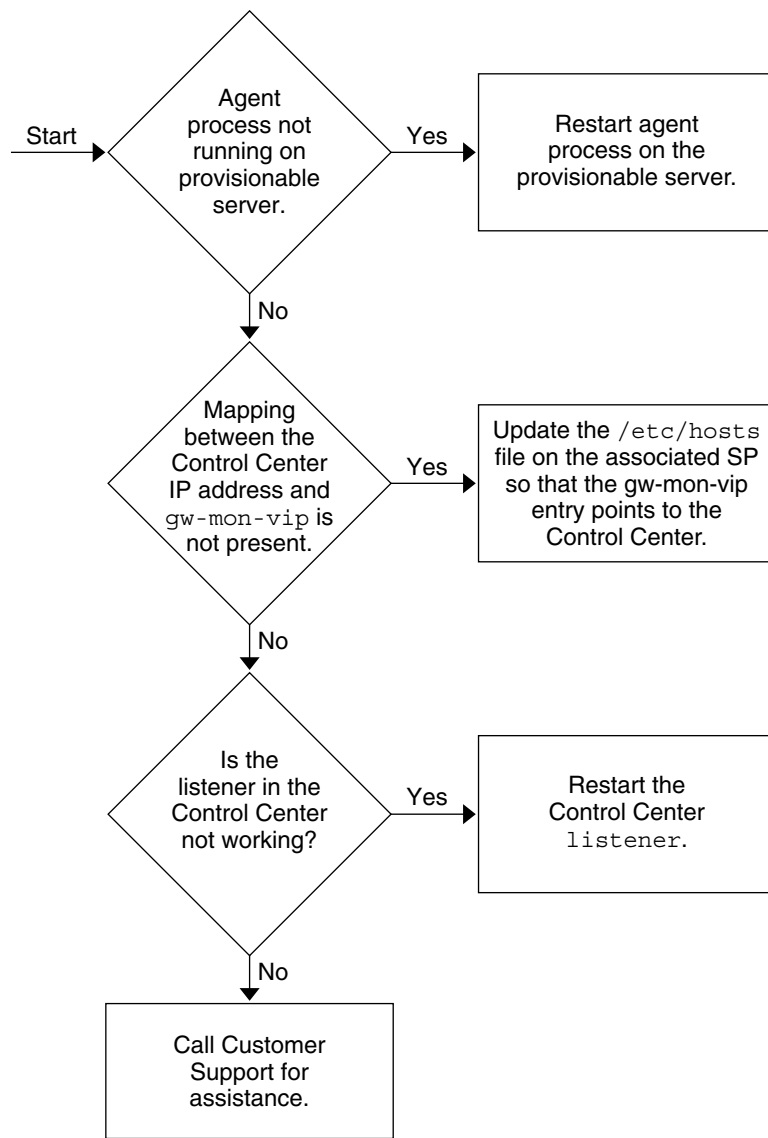 Start
Agent
process not
running on
provisionable
server.
Yes
Restart agent
process on the
provisionable server.
No
Mapping
between the
Control Center
IP address and
gw-mon-vip is
not present.
Yes
Update the /etc/hosts
file on the associated SP
so that the gw-mon-vip
entry points to the
Control Center.
No
Is the
listener in the
Control Center
not working?
Yes
Restart the
Control Center
listener.
No
Call Customer
Support for
assistance.